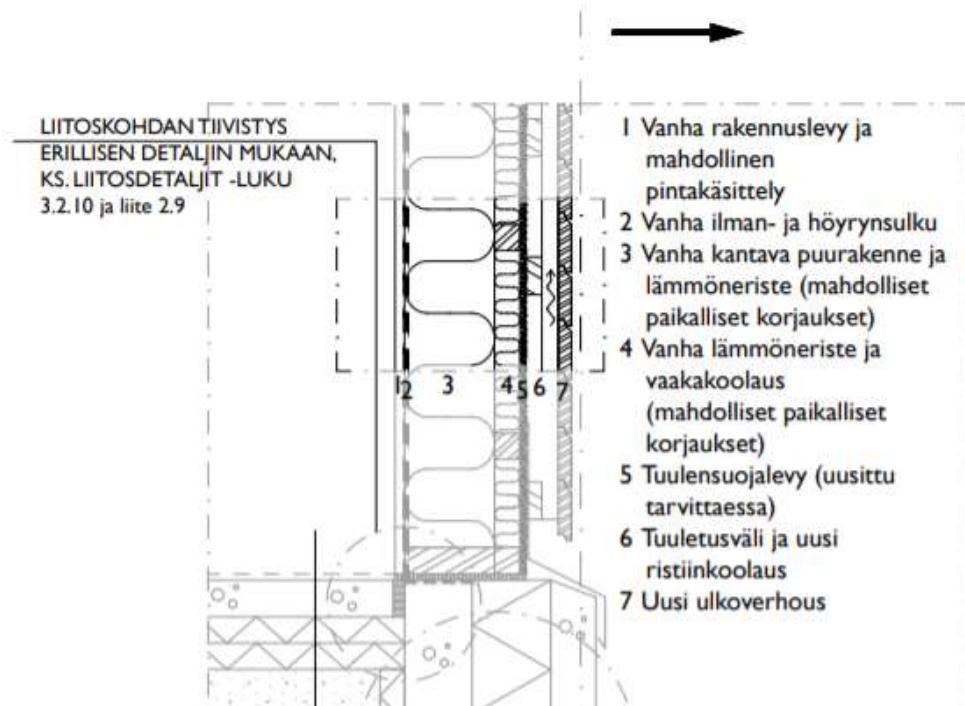 LIITOSKOHDAN TIIVISTYS
ERILLISEN DETALJIN MUKAAN,
KS. LIITOSDETALJIT -LUKU
3.2.10 ja liite 2.9
1 Vanha rakennuslevy ja
mahdollinen
pintakäsittely
2 Vanha ilman- ja höyrynsulku
3 Vanha kantava puurakenne ja
lämmöneriste (mahdolliset
paikalliset korjaukset)
4 Vanha lämmöneriste ja
vaakakoolaus
(mahdolliset paikalliset
korjaukset)
5 Tuulensuojalevy (uusittu
tarvittaessa)
6 Tuuletusväli ja uusi
ristiinkoolaus
7 Uusi ulkoverhous
1 2 3 4 5 6 7